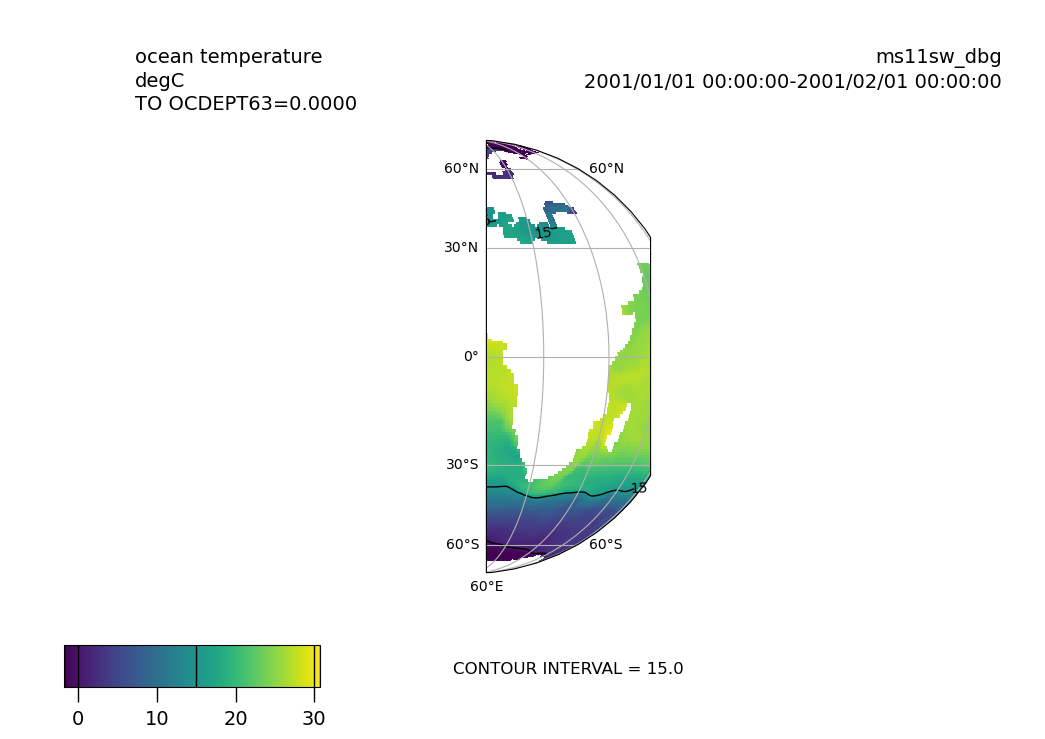 ocean temperature
degC
TO OCDEPT63=0.0000
ms11sw_dbg
2001/01/01 00:00:00-2001/02/01 00:00:00
60°N 60°N
15
30°N
0°
30°S
15
60°S 60°S
60°E
CONTOUR INTERVAL = 15.0
0 10 20 30